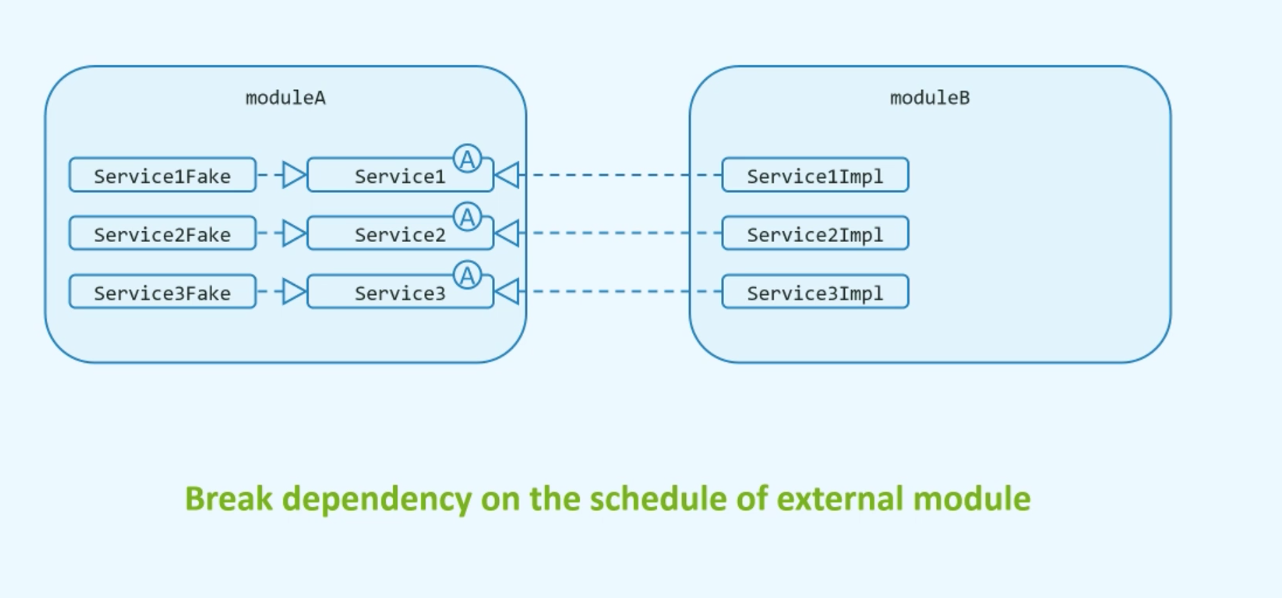 moduleA
moduleB
Service1Fake
A
Service1
Service1Impl
Service2Fake
A
Service2
Service2Impl
Service3Fake
A
Service3
Service3Impl
Break dependency on the schedule of external module